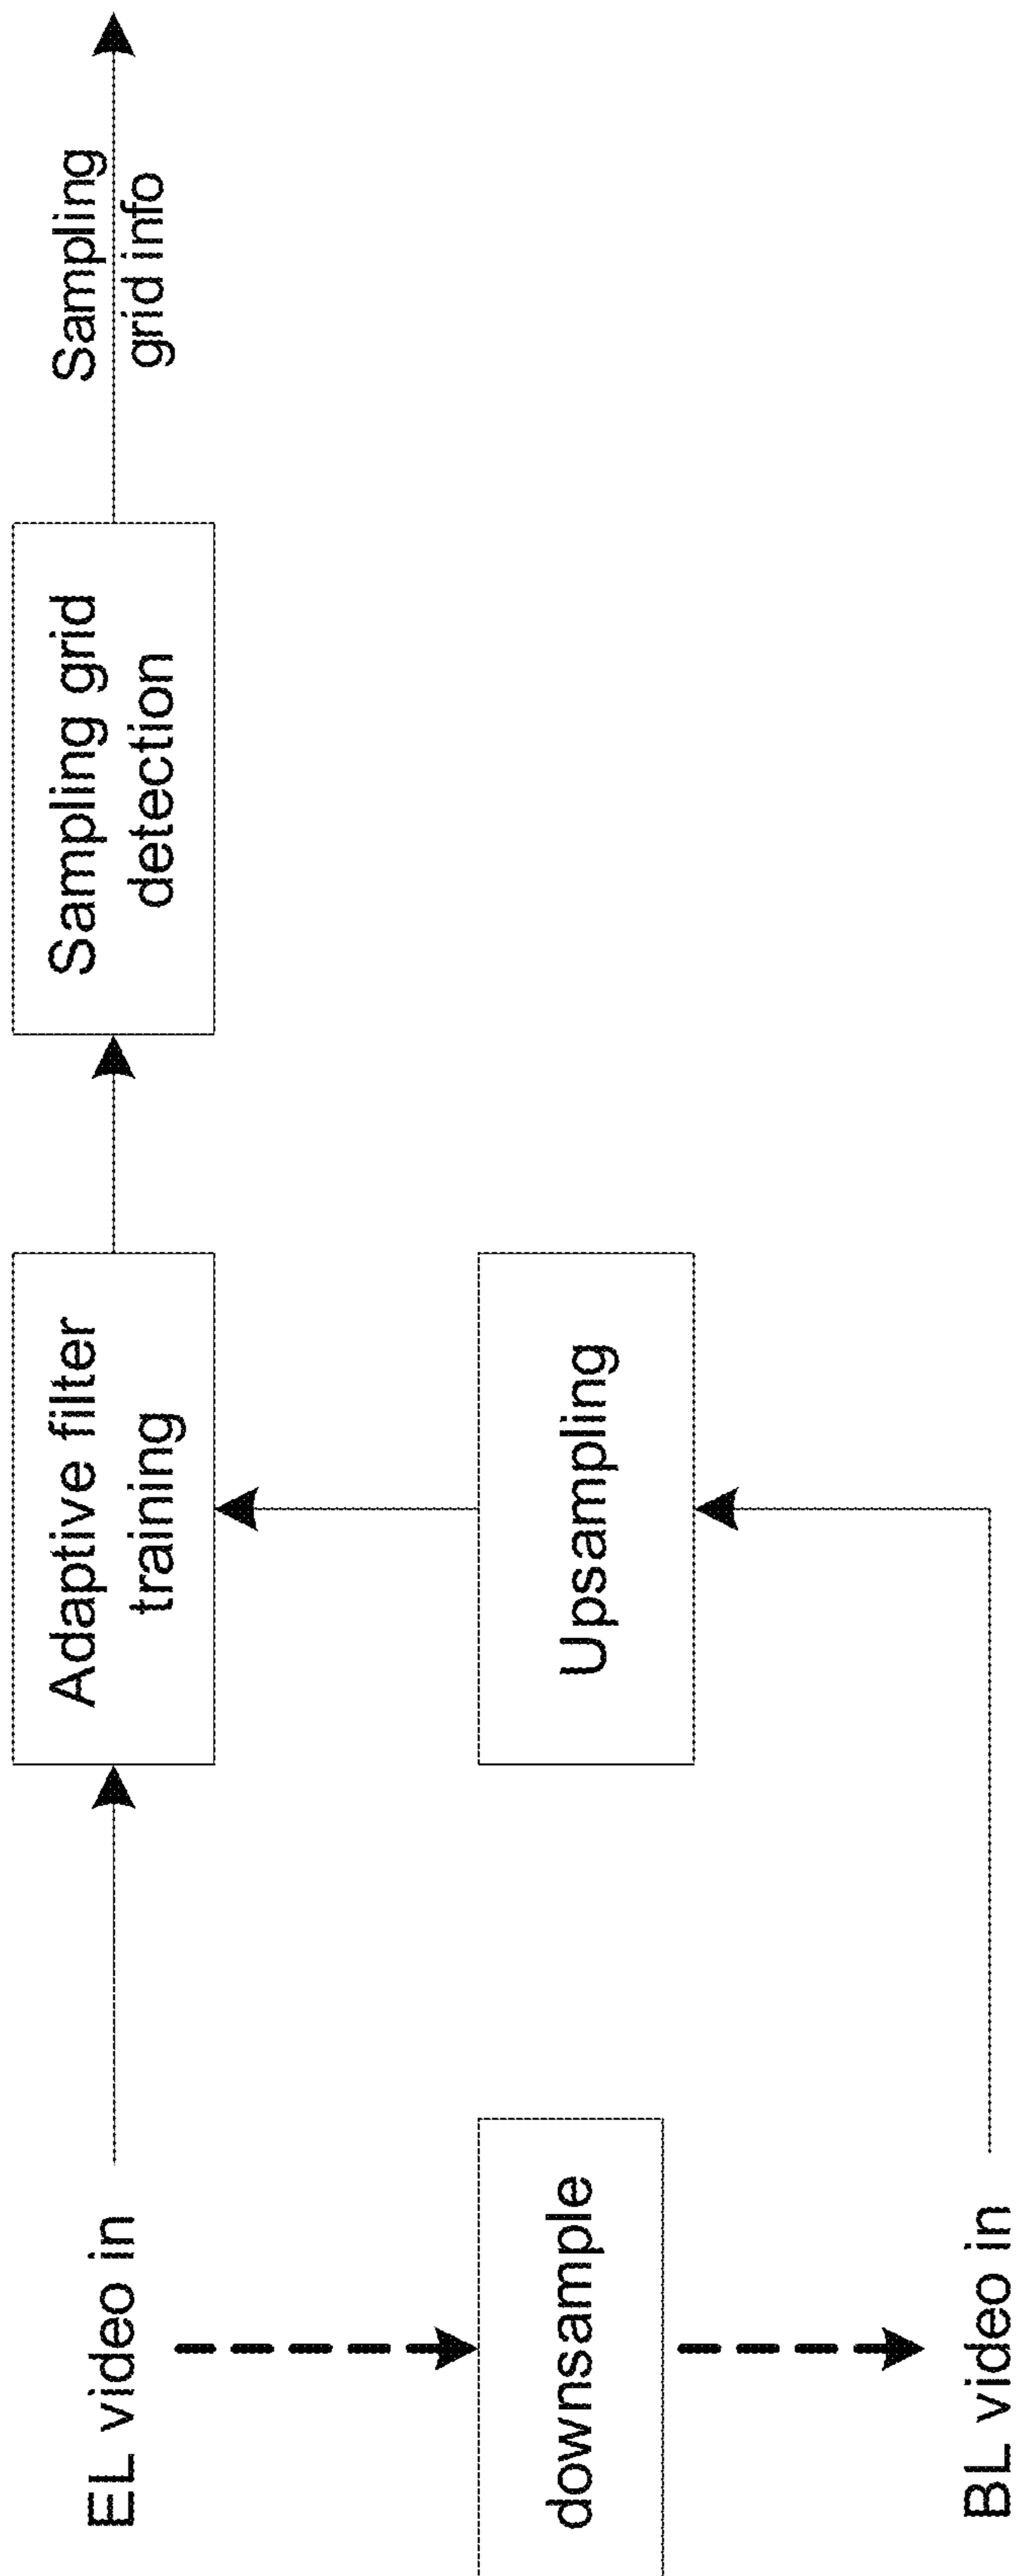 EL video in
downsample
BL video in
Adaptive filter
training
Upsampling
Sampling grid
detection
Sampling
grid info